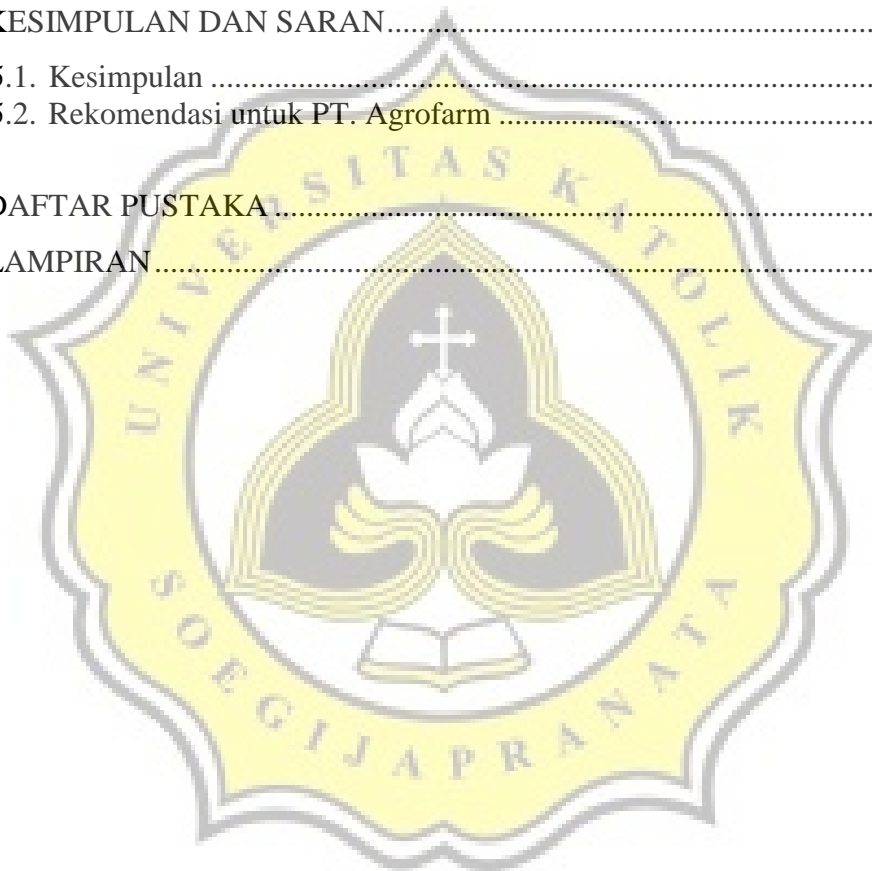 KESIMPULAN DAN SARAN..........................................................
5.1. Kesimpulan ..................................................................................
5.2. Rekomendasi untuk PT. Agrofarm ..............................................
DAFTAR PUSTAKA ..........................................................................
LAMPIRAN..........................................................................................
UNIVERSITAS KATOLIK
SOEGIJAPRANATA